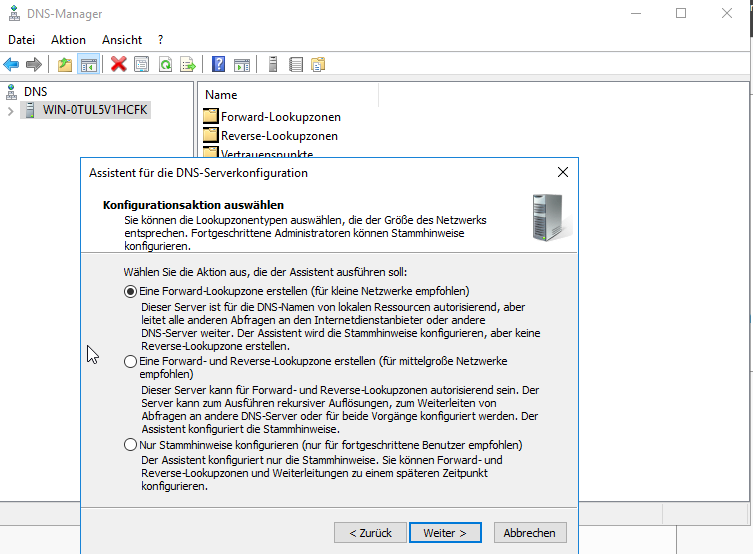 DNS-Manager
Datei Aktion Ansicht ?
DNS
WIN-0TUL5V1HCFK
Name
Forward-Lookupzonen
Reverse-Lookupzonen
Vertrauenspunkte
Assistent für die DNS-Serverkonfiguration
Konfigurationsaktion auswählen
Sie können die Lookupzonentypen auswählen, die der Größe des Netzwerks
entsprechen. Fortgeschrittene Administratoren können Stammhinweise
konfigurieren.
Wählen Sie die Aktion aus, die der Assistent ausführen soll:
Eine Forward-Lookupzone erstellen (für kleine Netzwerke empfohlen)
Dieser Server ist für die DNS-Namen von lokalen Ressourcen autorisierend, aber
leitet alle anderen Abfragen an den Internetdienstanbieter oder andere
DNS-Server weiter. Der Assistent wird die Stammhinweise konfigurieren, aber keine
Reverse-Lookupzone erstellen.
Eine Forward- und Reverse-Lookupzone erstellen (für mittelgroße Netzwerke
empfohlen)
Dieser Server kann für Forward- und Reverse-Lookupzonen autorisierend sein. Der
Server kann zum Ausführen rekursiver Auflösungen, zum Weiterleiten von
Abfragen an andere DNS-Server oder für beide Vorgänge konfiguriert werden. Der
Assistent konfiguriert die Stammhinweise.
Nur Stammhinweise konfigurieren (nur für fortgeschrittene Benutzer empfohlen)
Der Assistent konfiguriert nur die Stammhinweise. Sie können Forward- und
Reverse-Lookupzonen und Weiterleitungen zu einem späteren Zeitpunkt
konfigurieren.
< Zurück Weiter > Abbrechen